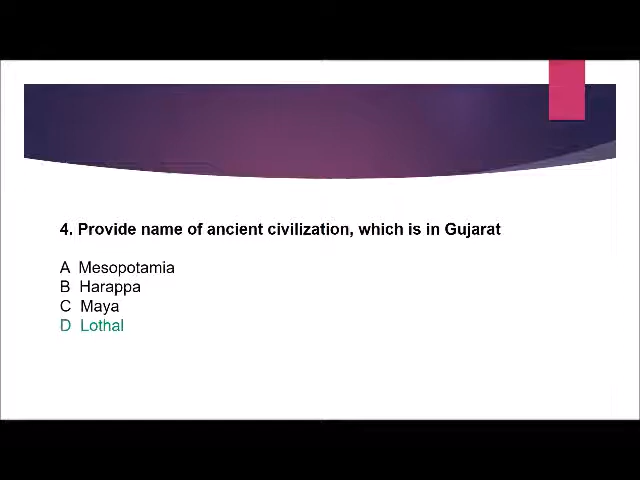 4. Provide name of ancient civilization, which is in Gujarat
A Mesopotamia
B Harappa
C Maya
D Lothal